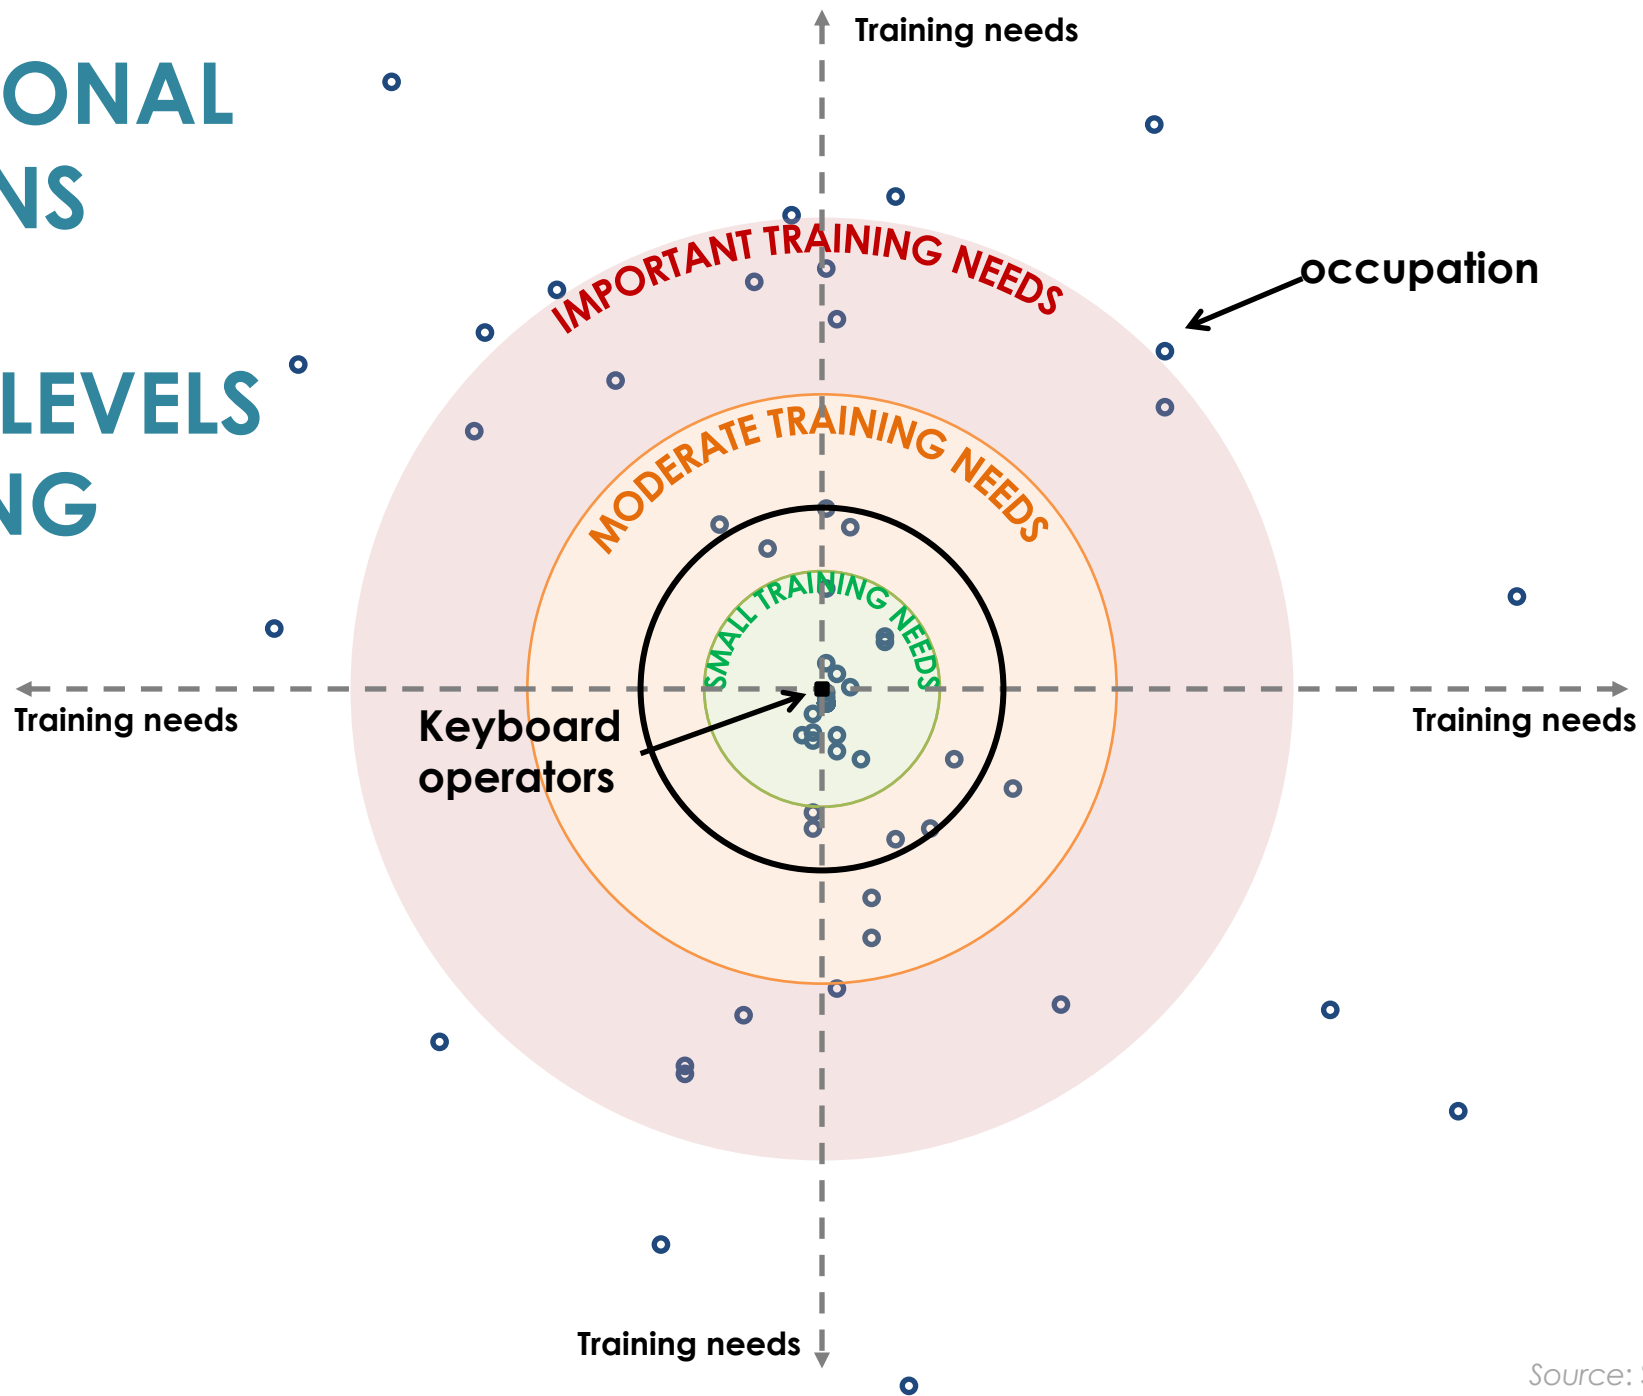 Training needs
ONAL
NS
IMPORTANT TRAINING NEEDS
occupation
LEVELS
MODERATE TRAINING NEEDS
NG
SMALL TRAINING NEEDS
Training needs
Keyboard
operators
Training needs
Training needs
Source: